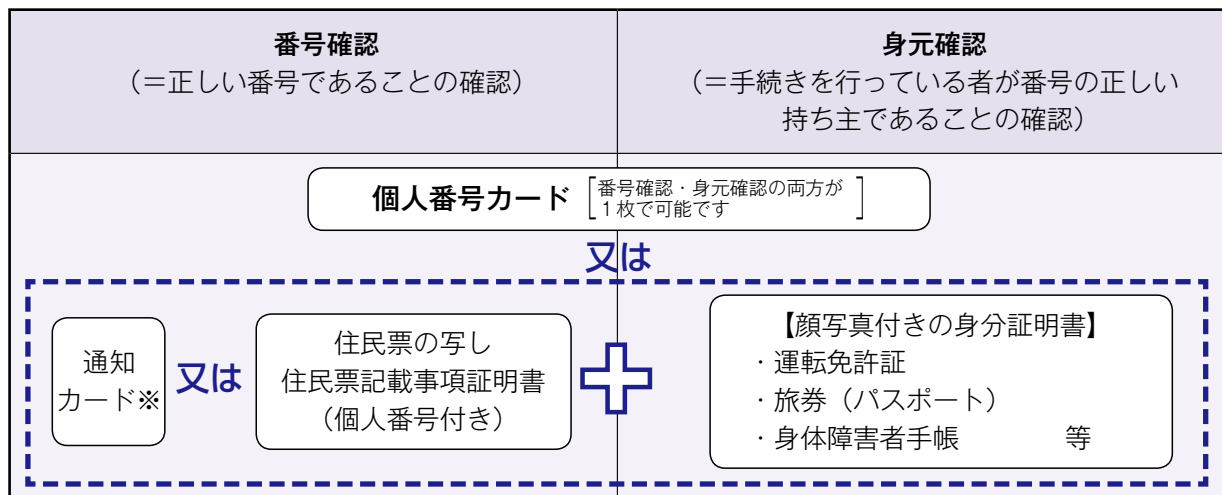 番号確認
(＝正しい番号であることの確認)
身元確認
(＝手続きを行っている者が番号の正しい
持ち主であることの確認)
個人番号カード
番号確認・身元確認の両方が
1枚で可能です
又は
通知
カード※
又は
住民票の写し
住民票記載事項証明書
(個人番号付き)
【顔写真付きの身分証明書】
・運転免許証
・旅券(パスポート)
・身体障害者手帳 等